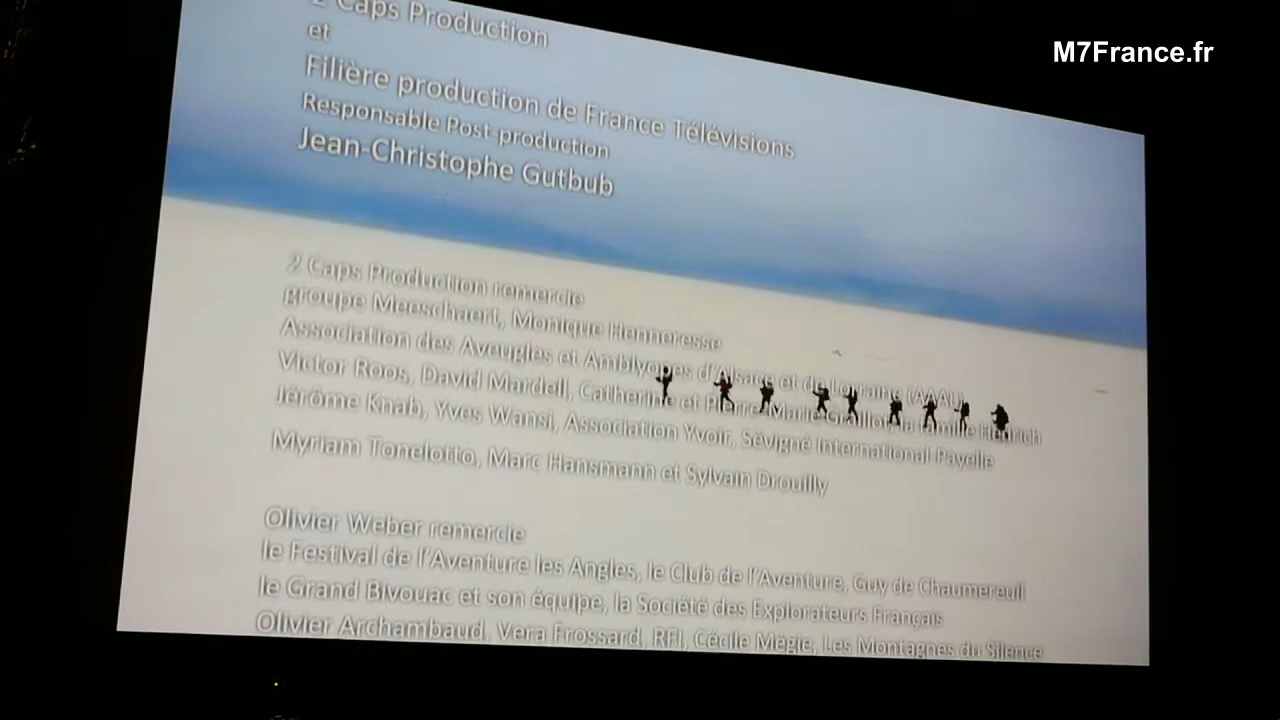 M7France.fr
2 Caps Production
et
Filière production de France Télévisions
Responsable Post-production
Jean-Christophe Gutbub
2 Caps Production remercie
groupe Meeschaert, Monique Henneresse
Association des Aveugles et Amblyopes d'Alsace et de Lorraine (AAAL),
Victor Roos, David Mardell, Catherine et Pierre-Marie Graillot, la famille Hedrich
Jérôme Knab, Yves Wansi, Association Yvoir, Sévigné International Payelle
Myriam Tonelotto, Marc Hansmann et Sylvain Drouilly
Olivier Weber remercie
le Festival de l'Aventure les Angles, le Club de l'Aventure, Guy de Chaumereuil
le Grand Bivouac et son équipe, la Société des Explorateurs Français
Olivier Archambaud, Vera Frossard, RFI, Cécile Mégie, Les Montagnes du Silence